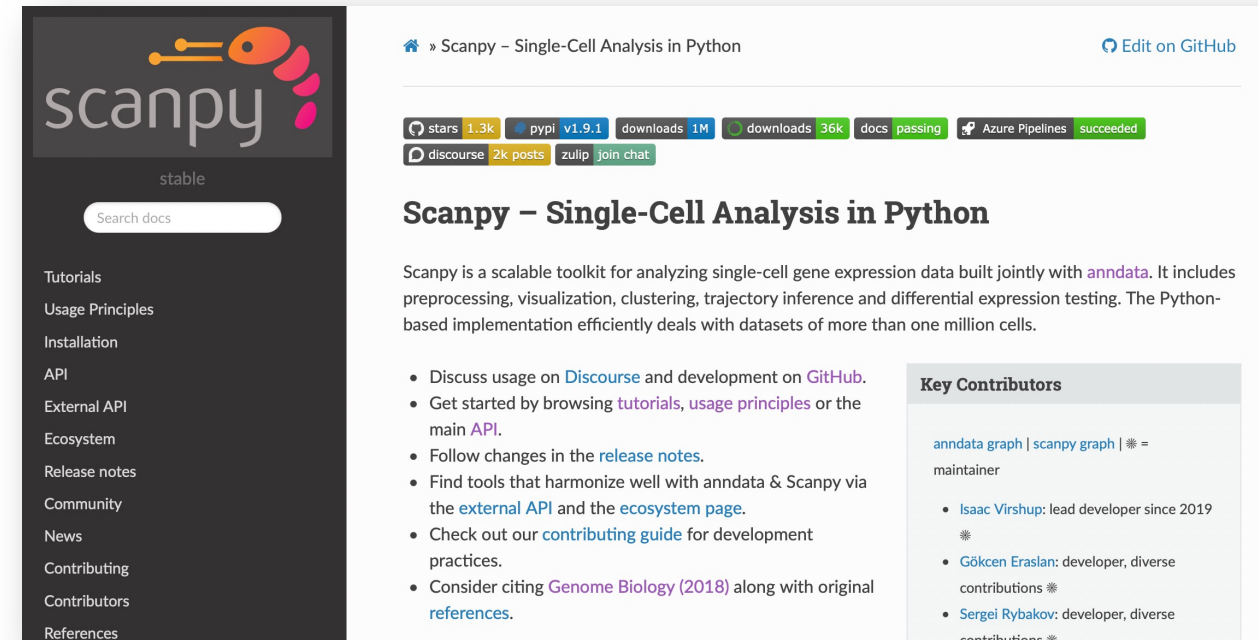 scanpy
stable
Search docs
Tutorials
Usage Principles
Installation
API
External API
Ecosystem
Release notes
Community
News
Contributing
Contributors
References
» Scanpy – Single-Cell Analysis in Python
Edit on GitHub
stars 1.3k pypi v1.9.1 downloads 1M downloads 36k docs passing Azure Pipelines succeeded
discourse 2k posts zulip join chat
Scanpy – Single-Cell Analysis in Python
Scanpy is a scalable toolkit for analyzing single-cell gene expression data built jointly with anndata. It includes
preprocessing, visualization, clustering, trajectory inference and differential expression testing. The Python-
based implementation efficiently deals with datasets of more than one million cells.
• Discuss usage on Discourse and development on GitHub.
• Get started by browsing tutorials, usage principles or the
main API.
• Follow changes in the release notes.
• Find tools that harmonize well with anndata & Scanpy via
the external API and the ecosystem page.
• Check out our contributing guide for development
practices.
• Consider citing Genome Biology (2018) along with original
references.
Key Contributors
anndata graph | scanpy graph | ☀ =
maintainer
• Isaac Virshup: lead developer since 2019
☀
• Gökcen Eraslan: developer, diverse
contributions ☀
• Sergei Rybakov: developer, diverse
contributions ☀